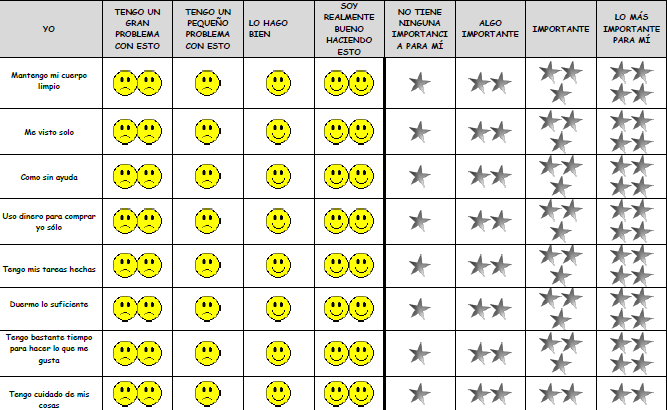 YO
TENGO UN
GRAN
PROBLEMA
CON ESTO
TENGO UN
PEQUEÑO
PROBLEMA
CON ESTO
LO HAGO
BIEN
SOY
REALMENTE
BUENO
HACIENDO
ESTO
NO TIENE
NINGUNA
IMPORTANCI
A PARA MÍ
ALGO
IMPORTANTE
IMPORTANTE
LO MÁS
IMPORTANTE
PARA MÍ
Mantengo mi cuerpo
limpio
Me visto solo
Como sin ayuda
Uso dinero para comprar
yo sólo
Tengo mis tareas hechas
Duermo lo suficiente
Tengo bastante tiempo
para hacer lo que me
gusta
Tengo cuidado de mis
cosas